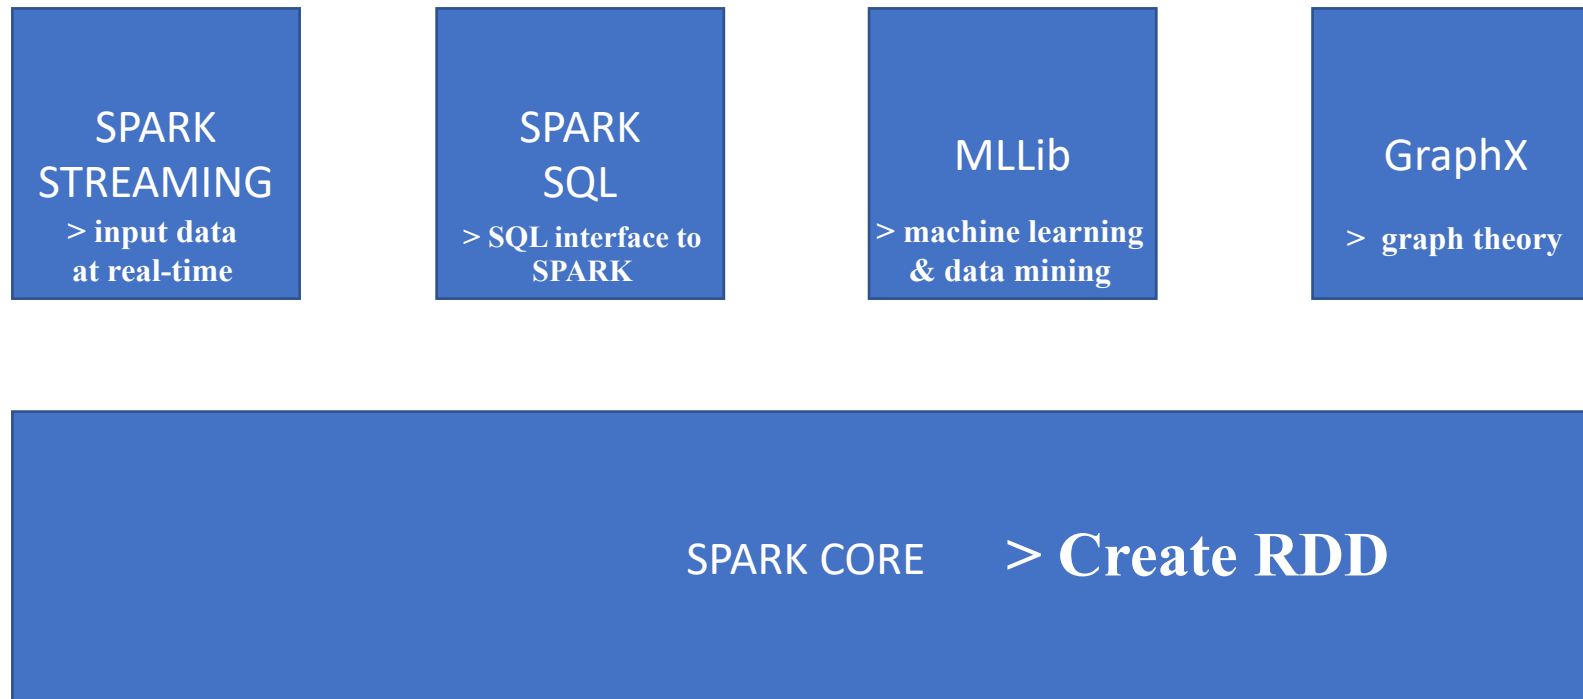 SPARK
STREAMING
> input data
at real-time
SPARK
SQL
> SQL interface to
SPARK
MLLib
> machine learning
& data mining
GraphX
> graph theory
SPARK CORE > Create RDD